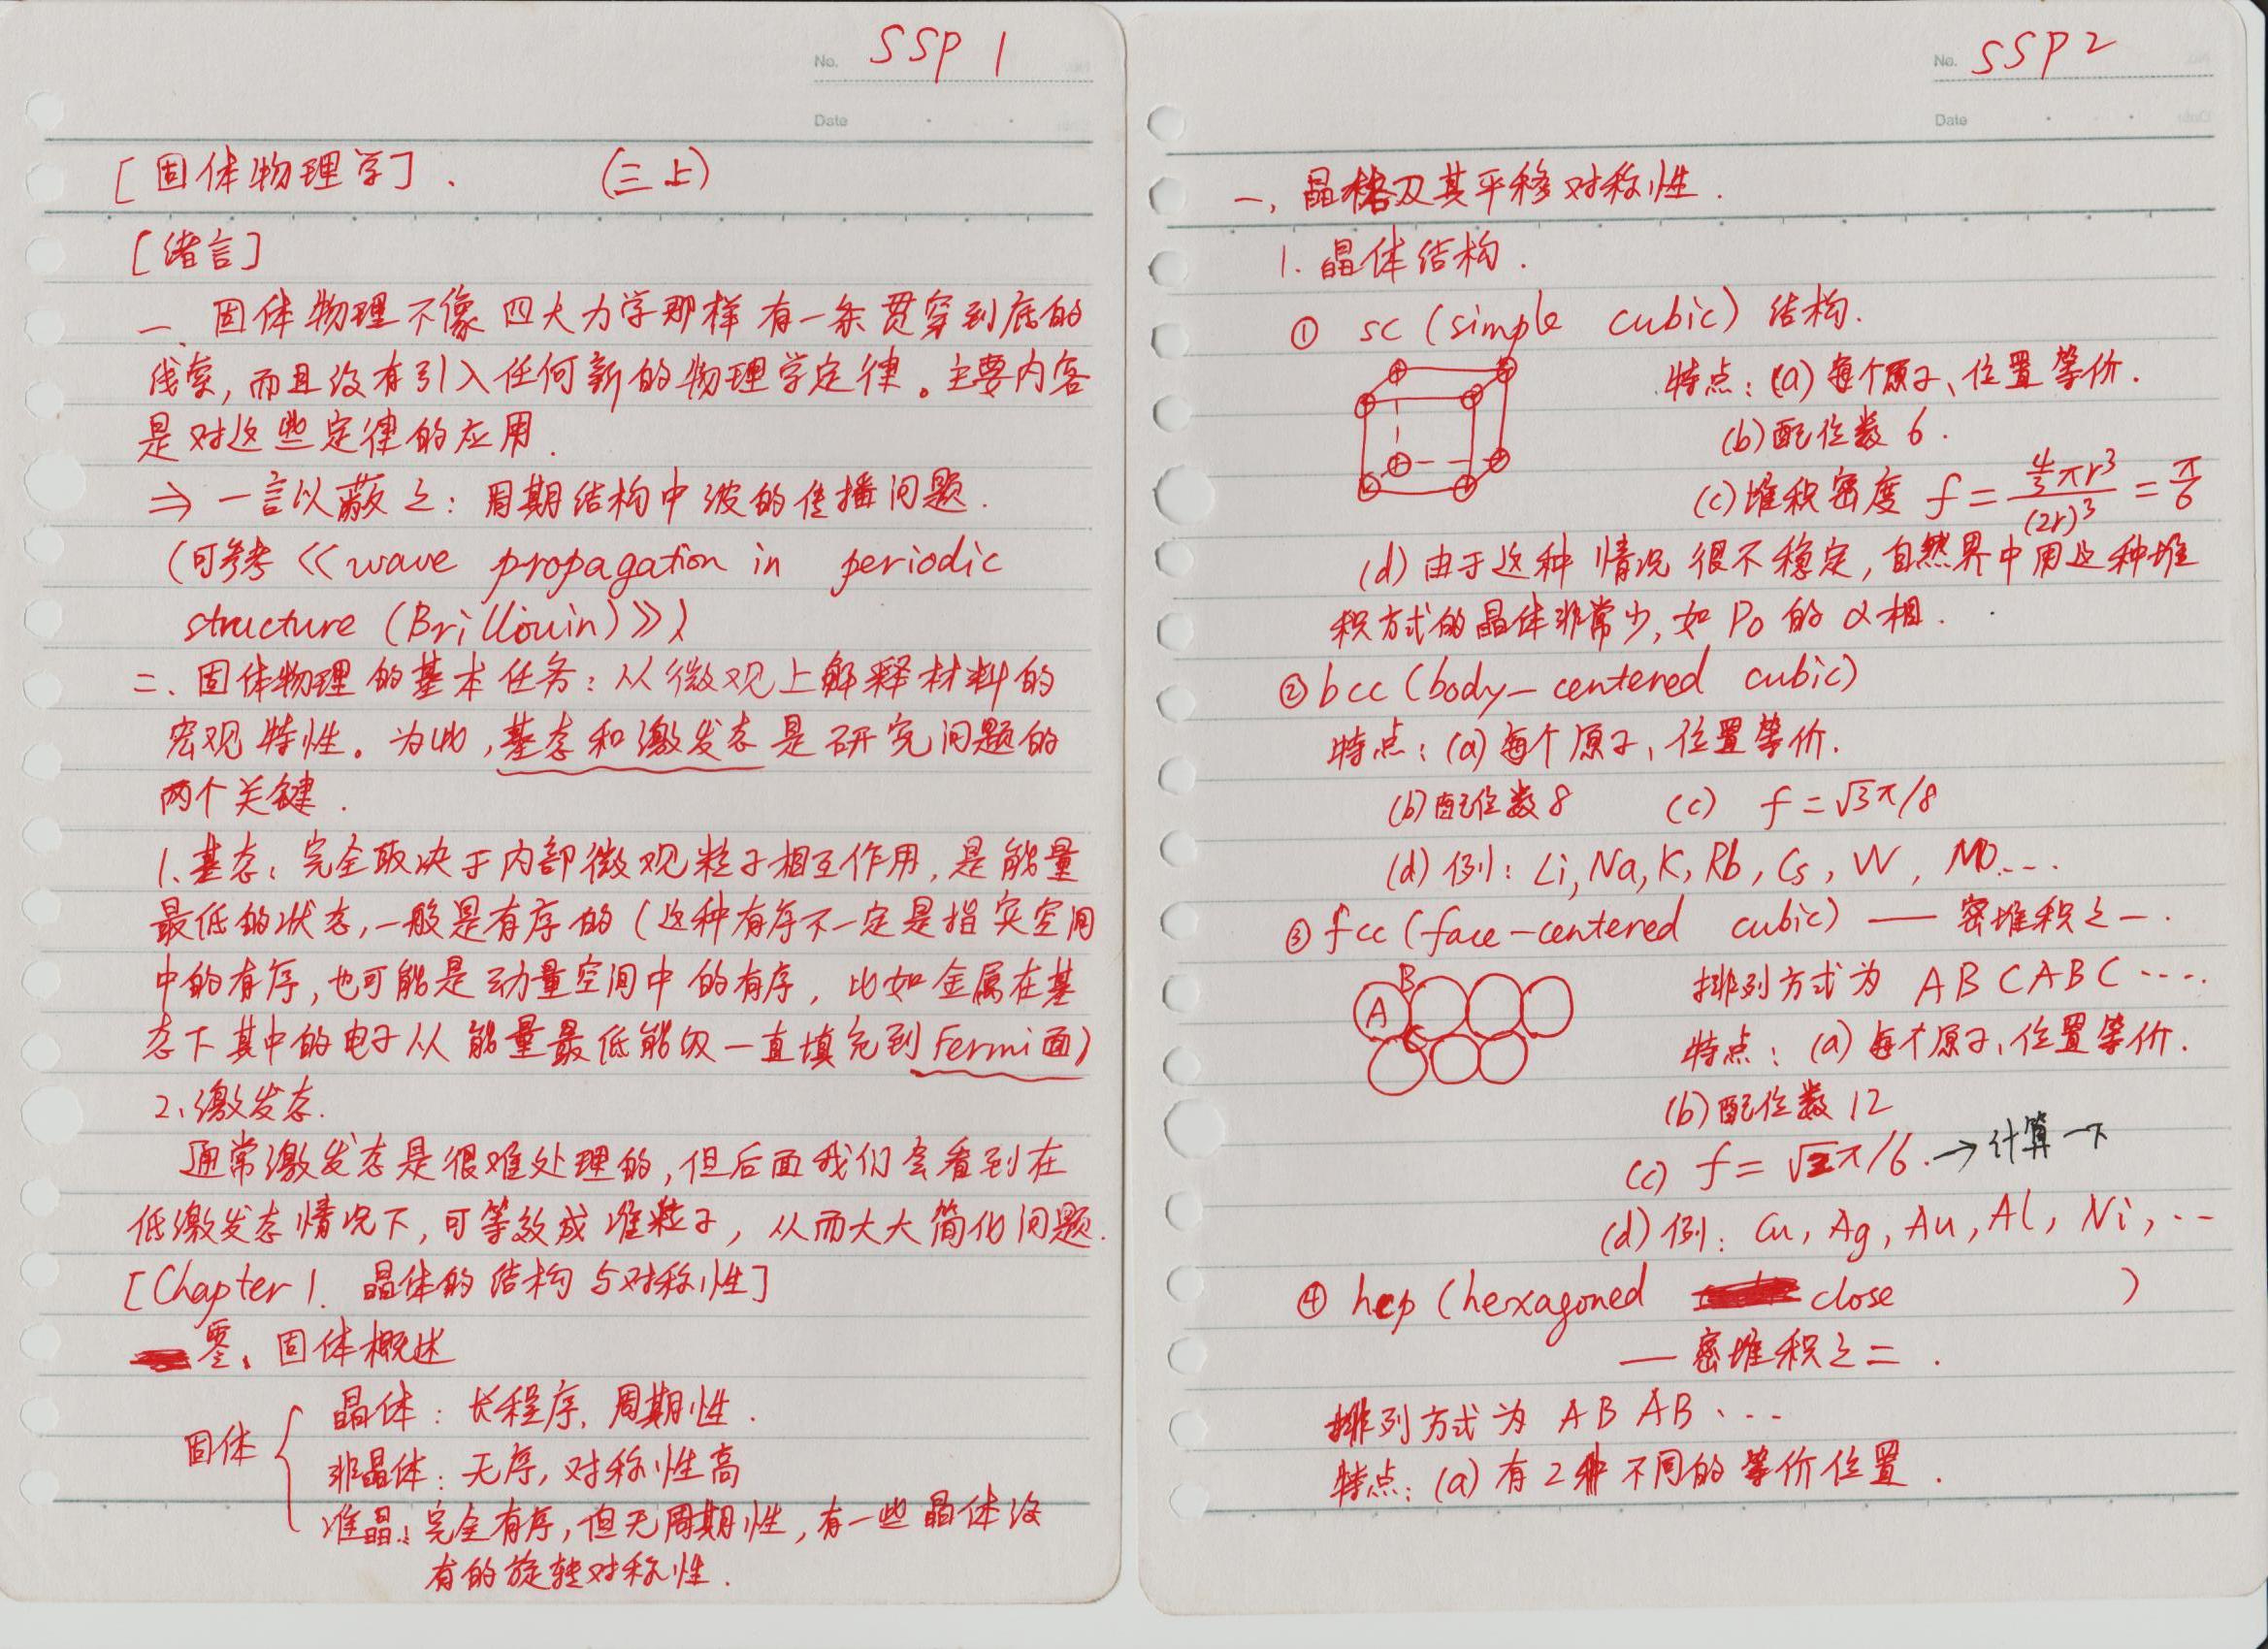 No. SSP 1
Date
[固体物理学]. (三上)
[绪言]
一、固体物理不像四大力学那样有一条贯穿到底的
线索,而且没有引入任何新的物理学定律。主要内容
是对这些定律的应用.
⇒ 一言以蔽之:周期结构中波的传播问题.
(可参考《wave propagation in periodic
structure (Brillouin)》)
二、固体物理的基本任务:从微观上解释材料的
宏观特性。为此,基态和激发态是研究问题的
两个关键.
1、基态:完全取决于内部微观粒子相互作用,是能量
最低的状态,一般是有序的(这种有序不一定是指实空间
中的有序,也可能是动量空间中的有序,比如金属在基
态下其中的电子从能量最低能级一直填充到Fermi面)
2、激发态.
通常激发态是很难处理的,但后面我们会看到在
低激发态情况下,可等效成准粒子,从而大大简化问题.
[Chapter 1. 晶体的结构与对称性]
零、固体概述
固体
晶体:长程序,周期性.
非晶体:无序,对称性高
准晶:完全有序,但无周期性,有一些晶体没
有的旋转对称性.
No. SSP 2
Date
一、晶格及其平移对称性.
1. 晶体结构.
① sc (simple cubic) 结构.
特点:(a) 每个原子、位置等价.
(b) 配位数 6.
(c) 堆积密度 f = \frac{\frac{4}{3}πr³}{(2r)³} = \frac{π}{6}
(d) 由于这种情况很不稳定,自然界中用这种堆
积方式的晶体非常少,如 Po 的 α 相.
② bcc (body-centered cubic)
特点:(a) 每个原子、位置等价.
(b) 配位数 8 (c) f = √3π/8
(d) 例:Li, Na, K, Rb, Cs, W, Mo....
③ fcc (face-centered cubic) —— 密堆积之一.
A B C
排列方式为 ABCABC ····
特点:(a) 每个原子、位置等价.
(b) 配位数 12
(c) f = √2π/6. → 计算一下
(d) 例:Cu, Ag, Au, Al, Ni, ··
④ hcp (hexagoned close )
— 密堆积之二.
排列方式为 ABAB ···
特点:(a) 有 2 种不同的等价位置.